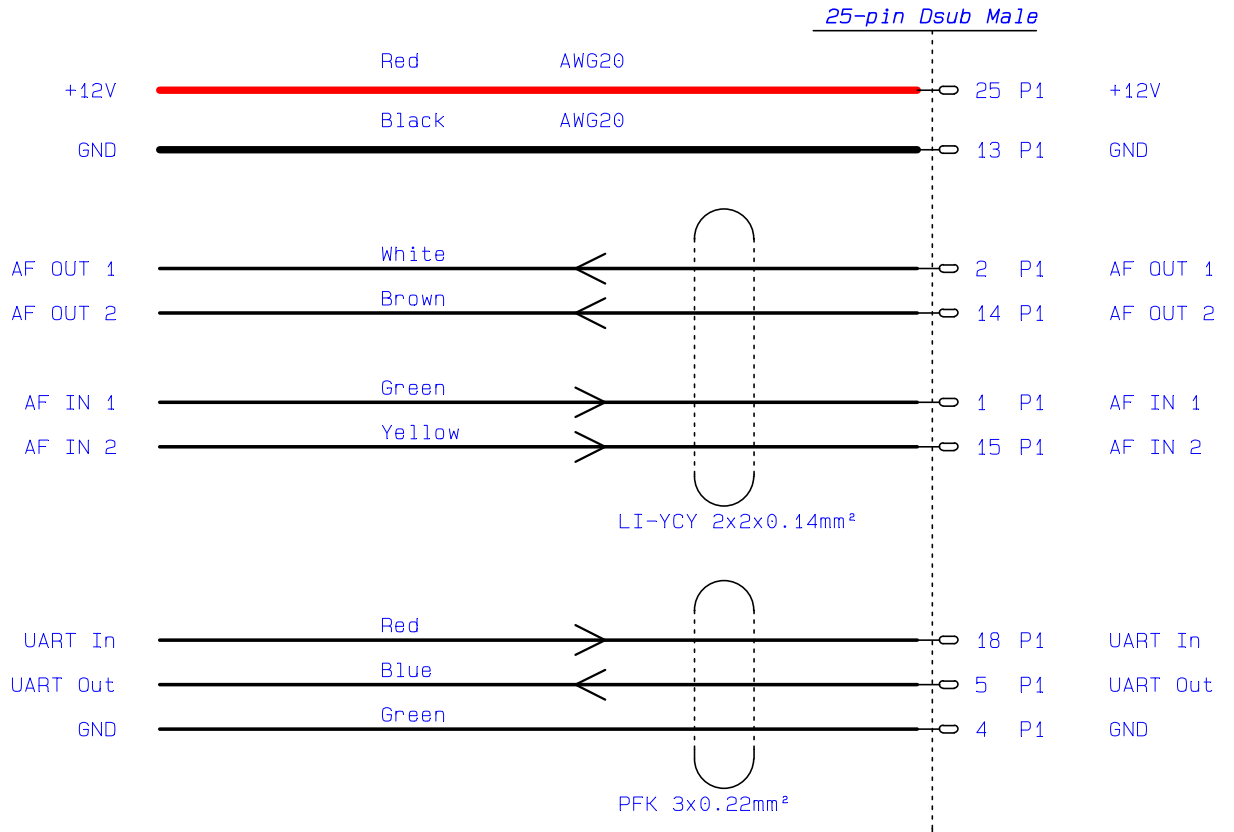 25-pin Dsub Male
Red AWG20
+12V 25 P1 +12V
Black AWG20
GND 13 P1 GND
White
AF OUT 1 2 P1 AF OUT 1
Brown
AF OUT 2 14 P1 AF OUT 2
Green
AF IN 1 1 P1 AF IN 1
Yellow
AF IN 2 15 P1 AF IN 2
LI-YCY 2x2x0.14mm²
Red
UART In 18 P1 UART In
Blue
UART Out 5 P1 UART Out
Green
GND 4 P1 GND
PFK 3x0.22mm²